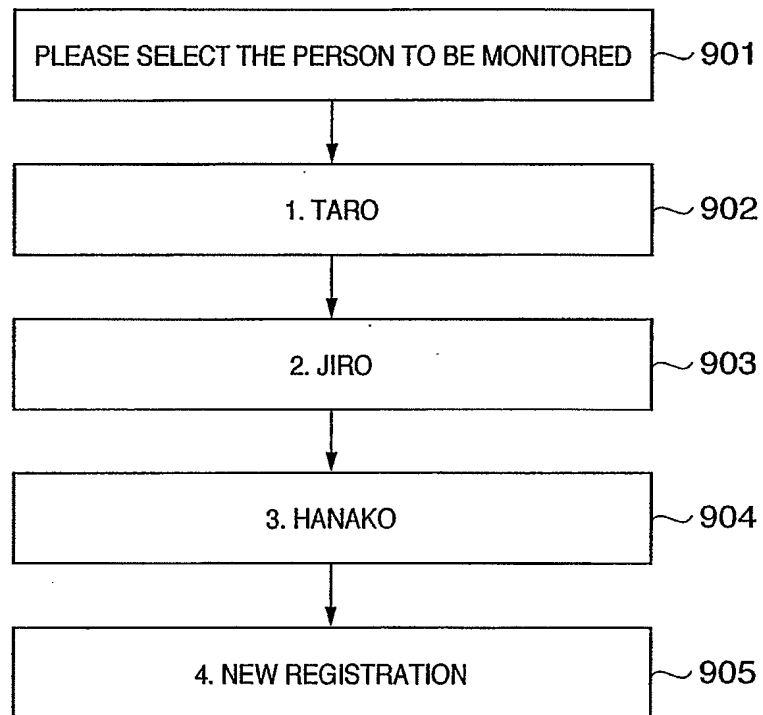 PLEASE SELECT THE PERSON TO BE MONITORED 901
1. TARO 902
2. JIRO 903
3. HANAKO 904
4. NEW REGISTRATION 905